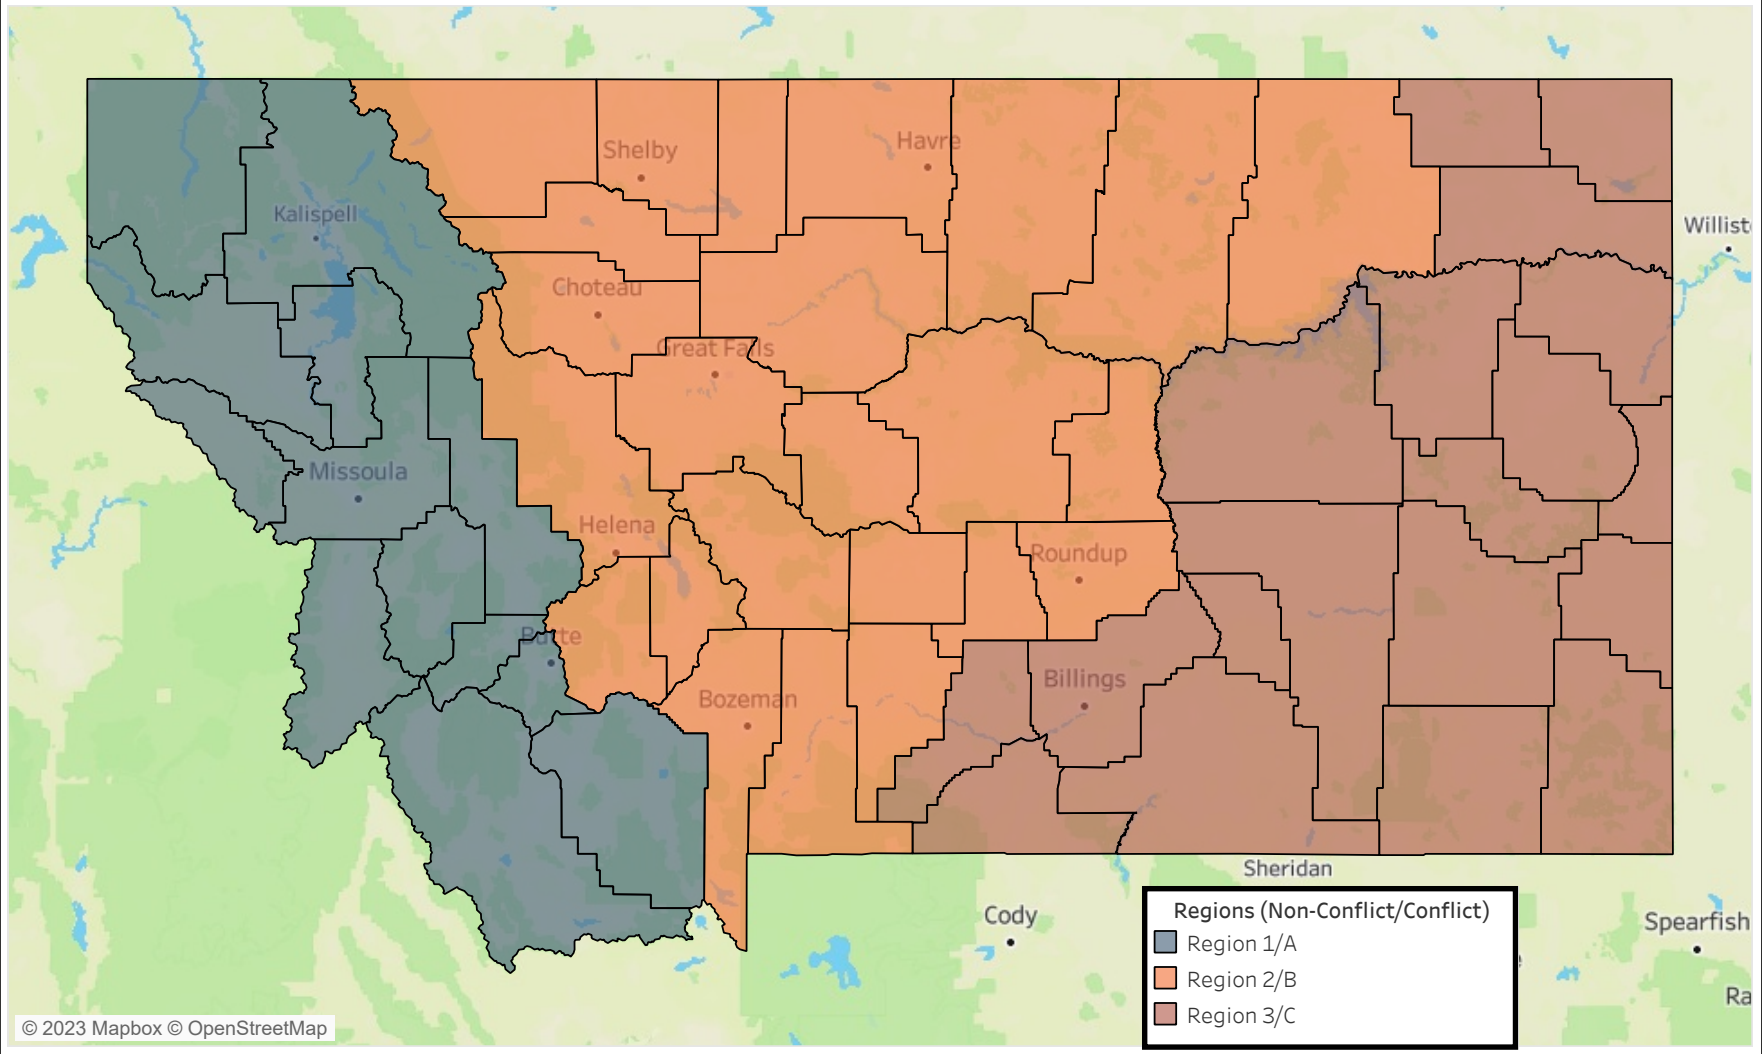 Shelby
Havre
Kalispell
Willist
Choteau
Great Falls
Missoula
Helena
Roundup
Butte
Billings
Bozeman
Sheridan
Cody
Spearfish
Ra
Regions (Non-Conflict/Conflict)
Region 1/A
Region 2/B
Region 3/C
© 2023 Mapbox © OpenStreetMap